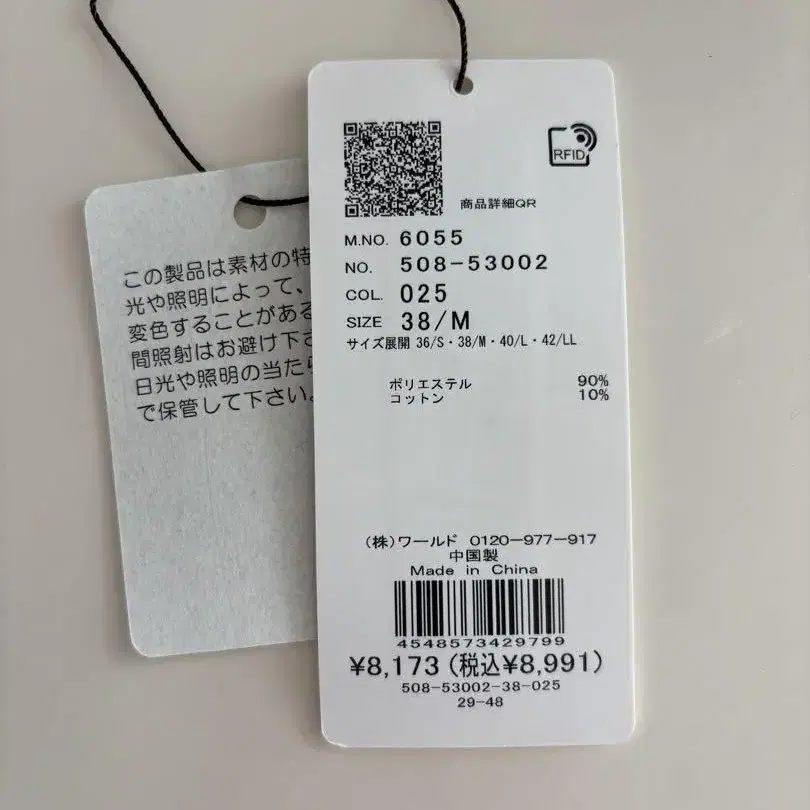 この製品は素材の特
光や照明によって、
変色することがある
間照射はお避け下さ
日光や照明の当たら
で保管して下さい。
RFID
商品詳細QR
M.NO. 6055
NO. 508-53002
COL. 025
SIZE 38/M
サイズ展開 36/S・38/M・40/L・42/LL
ポリエステル 90%
コットン 10%
(株)ワールド 0120-977-917
中国製
Made in China
4548573429799
¥8,173(税込¥8,991)
508-53002-38-025
29-48